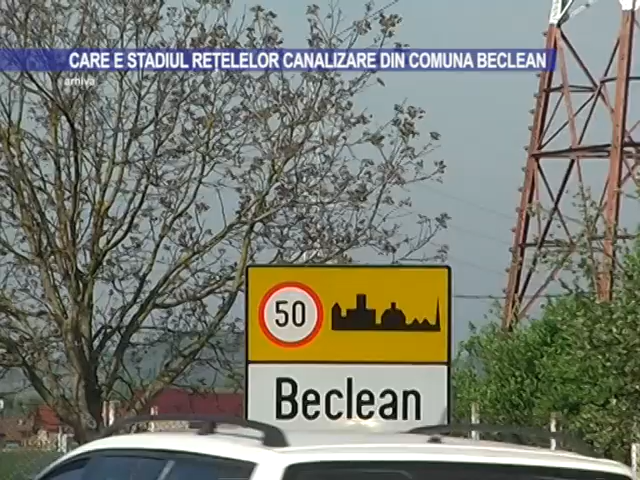 CARE E STADIUL REȚELELOR CANALIZARE DIN COMUNA BECLEAN
arhiva
50
Beclean